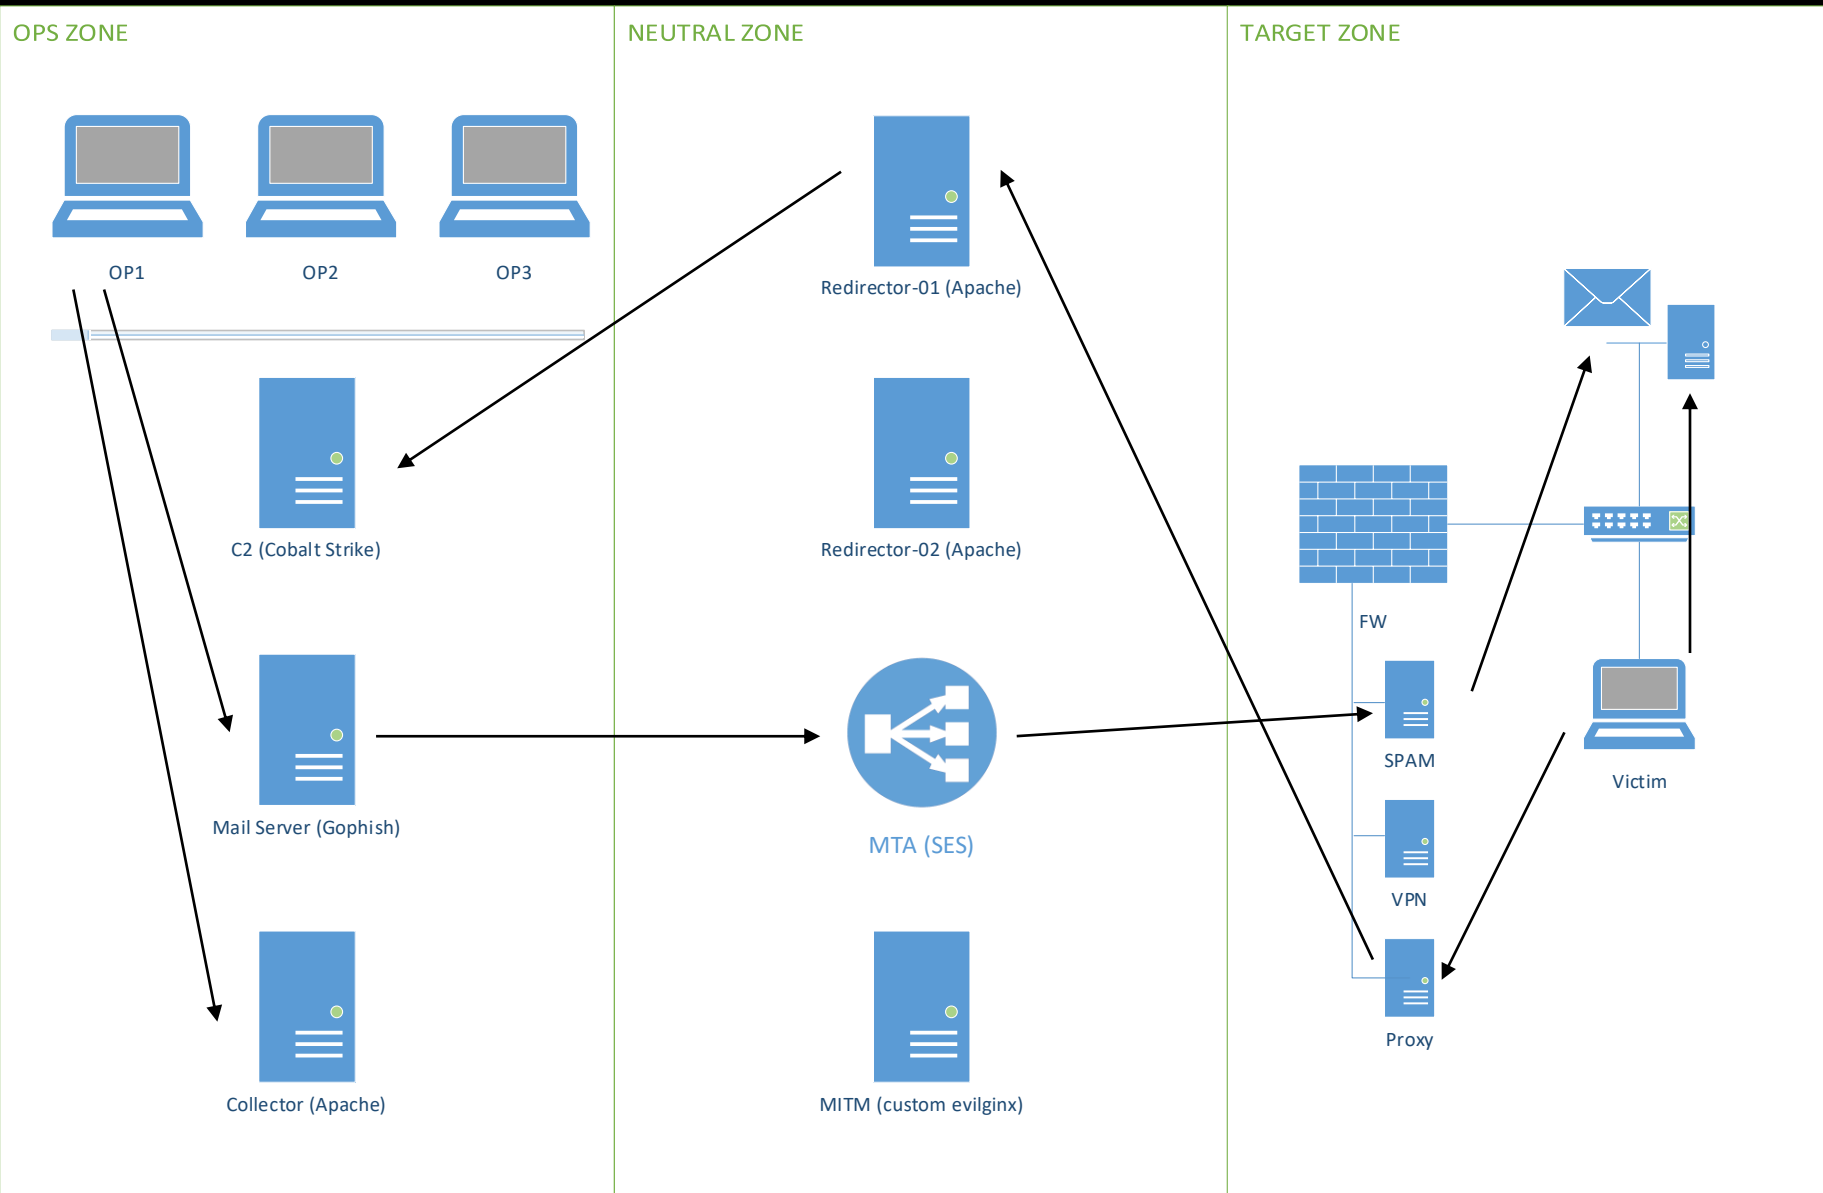 OPS ZONE
NEUTRAL ZONE
TARGET ZONE
OP1
OP2
OP3
Redirector-01 (Apache)
C2 (Cobalt Strike)
Redirector-02 (Apache)
FW
SPAM
Victim
Mail Server (Gophish)
MTA (SES)
VPN
Proxy
Collector (Apache)
MITM (custom evilginx)